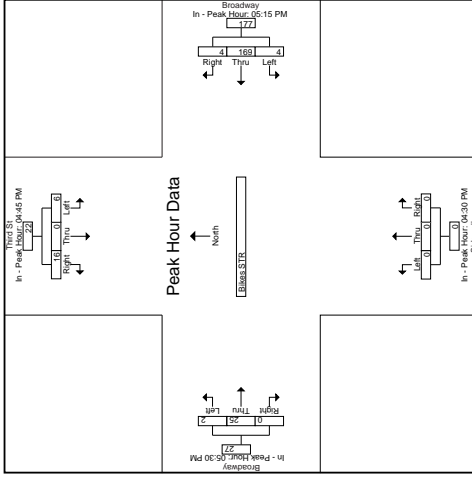 Broadway
In - Peak Hour: 05:15 PM
177
4 169 4
Right Thru Left
Third St
In - Peak Hour: 04:45 PM
22
16 0 6
Right Thru Left
Peak Hour Data
North
Bikes STR
0 0 0
Left Thru Right
0
In - Peak Hour: 04:30 PM
Left Thru Right
2 25 0
27
In - Peak Hour: 05:30 PM
Broadway